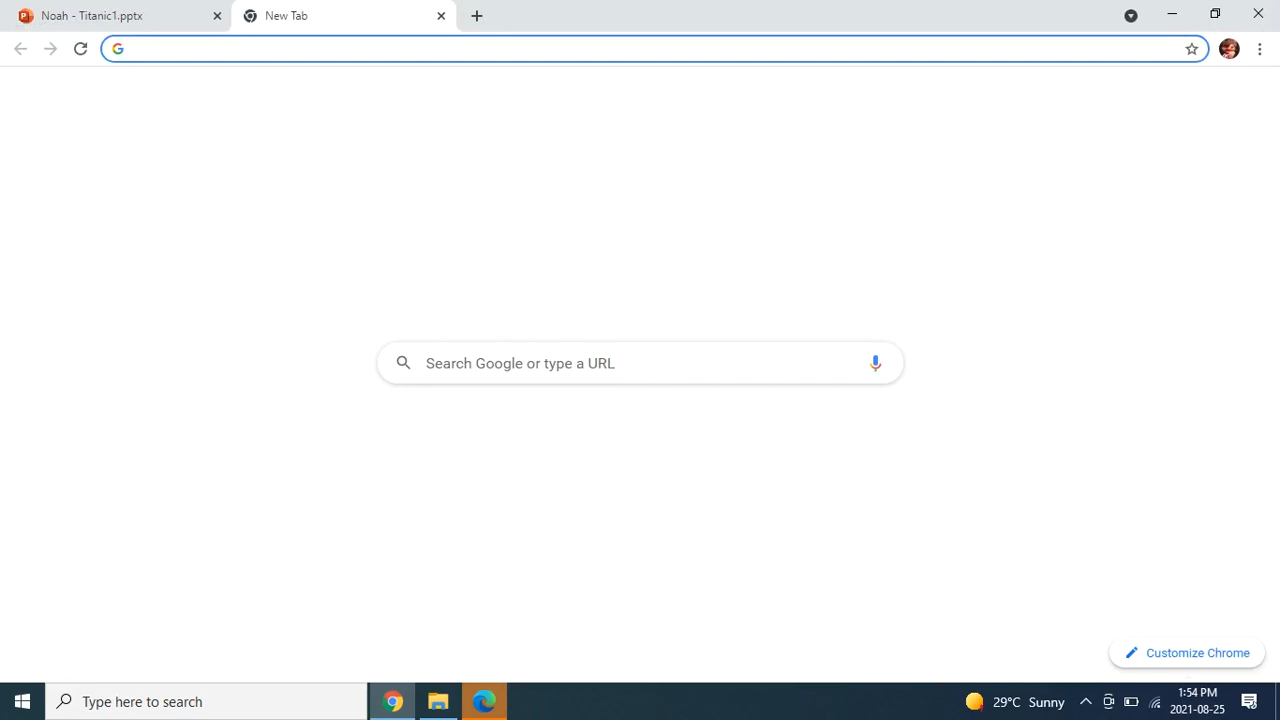 Noah - Titanic1.pptx
New Tab
Search Google or type a URL
Customize Chrome
Type here to search
29°C Sunny
1:54 PM
2021-08-25